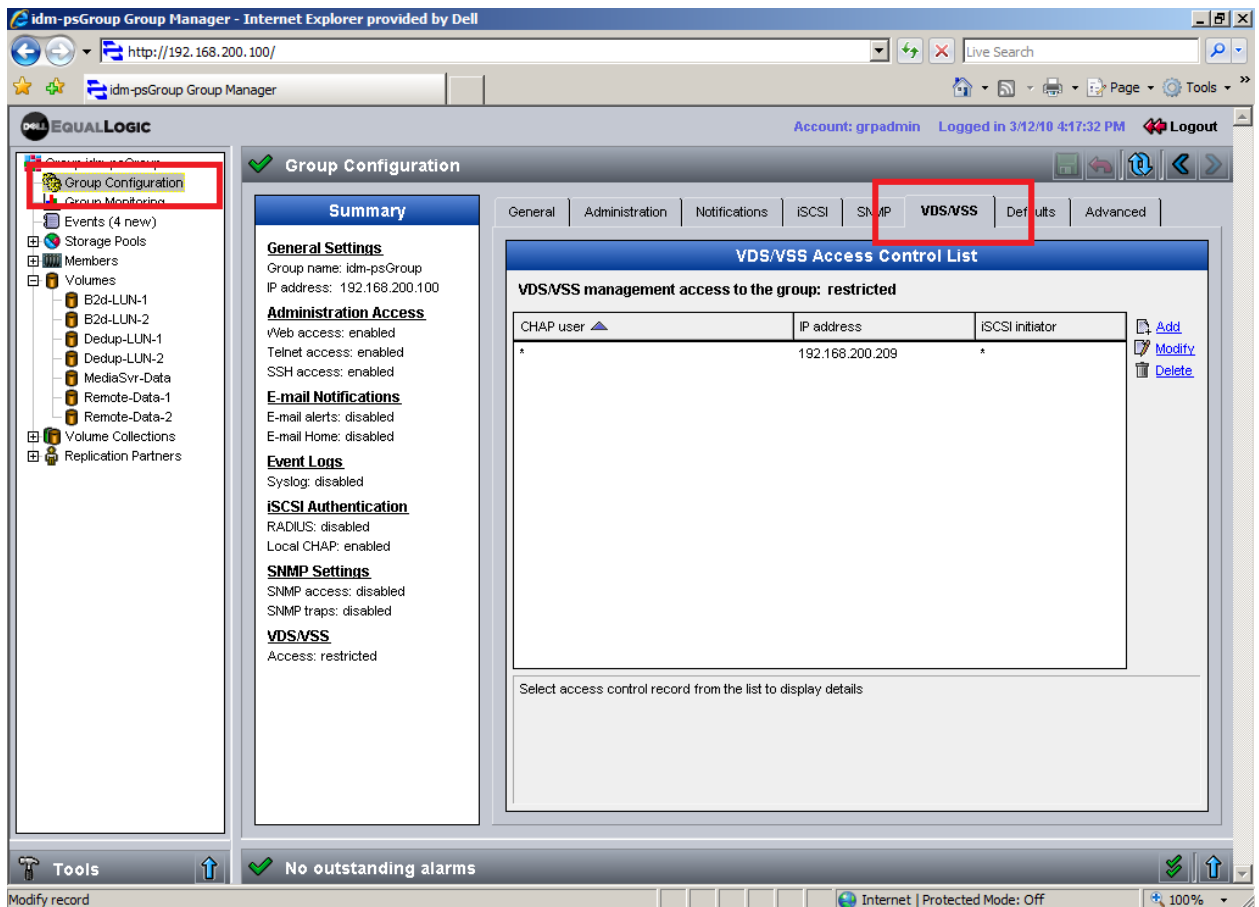 idm-psGroup Group Manager - Internet Explorer provided by Dell
http://192.168.200.100/
Live Search
idm-psGroup Group Manager
Page
Tools
»
DELL EQUALLOGIC
Account: grpadmin Logged in 3/12/10 4:17:32 PM Logout
Group idm-psGroup
Group Configuration
Group Monitoring
Events (4 new)
Storage Pools
Members
Volumes
B2d-LUN-1
B2d-LUN-2
Dedup-LUN-1
Dedup-LUN-2
MediaSvr-Data
Remote-Data-1
Remote-Data-2
Volume Collections
Replication Partners
Group Configuration
Summary
General Settings
Group name: idm-psGroup
IP address: 192.168.200.100
Administration Access
Web access: enabled
Telnet access: enabled
SSH access: enabled
E-mail Notifications
E-mail alerts: disabled
E-mail Home: disabled
Event Logs
Syslog: disabled
iSCSI Authentication
RADIUS: disabled
Local CHAP: enabled
SNMP Settings
SNMP access: disabled
SNMP traps: disabled
VDS/VSS
Access: restricted
General Administration Notifications iSCSI SNMP VDS/VSS Defaults Advanced
VDS/VSS Access Control List
VDS/VSS management access to the group: restricted
CHAP user IP address iSCSI initiator
* 192.168.200.209 *
Add
Modify
Delete
Select access control record from the list to display details
Tools
No outstanding alarms
Modify record
Internet | Protected Mode: Off
100%